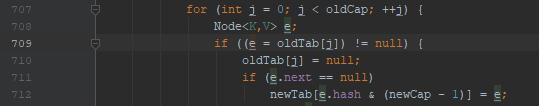 707 for (int j = 0; j < oldCap; ++j) {
708 Node<K,V> e;
709 if ((e = oldTab[j]) != null) {
710 oldTab[j] = null;
711 if (e.next == null)
712 newTab[e.hash & (newCap - 1)] = e;